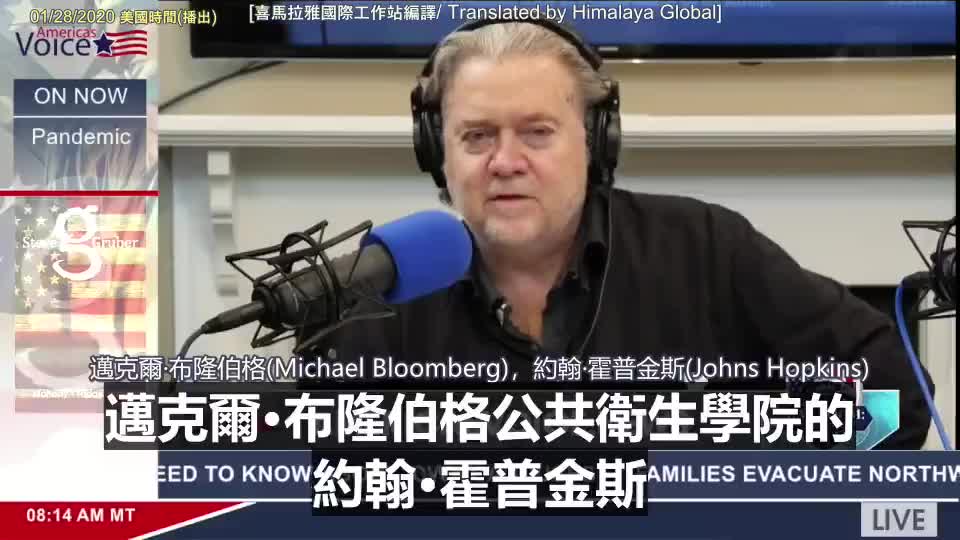 01/28/2020 美國時間(播出)
[喜馬拉雅國際工作站編譯/ Translated by Himalaya Global]
Americas
Voice
ON NOW
Pandemic
Steve Gruber
g
邁克爾·布隆伯格(Michael Bloomberg)，約翰·霍普金斯(Johns Hopkins)
邁克爾·布隆伯格公共衛生學院的
約翰·霍普金斯
EED TO KNOW
FAMILIES EVACUATE NORTHW
08:14 AM MT
LIVE